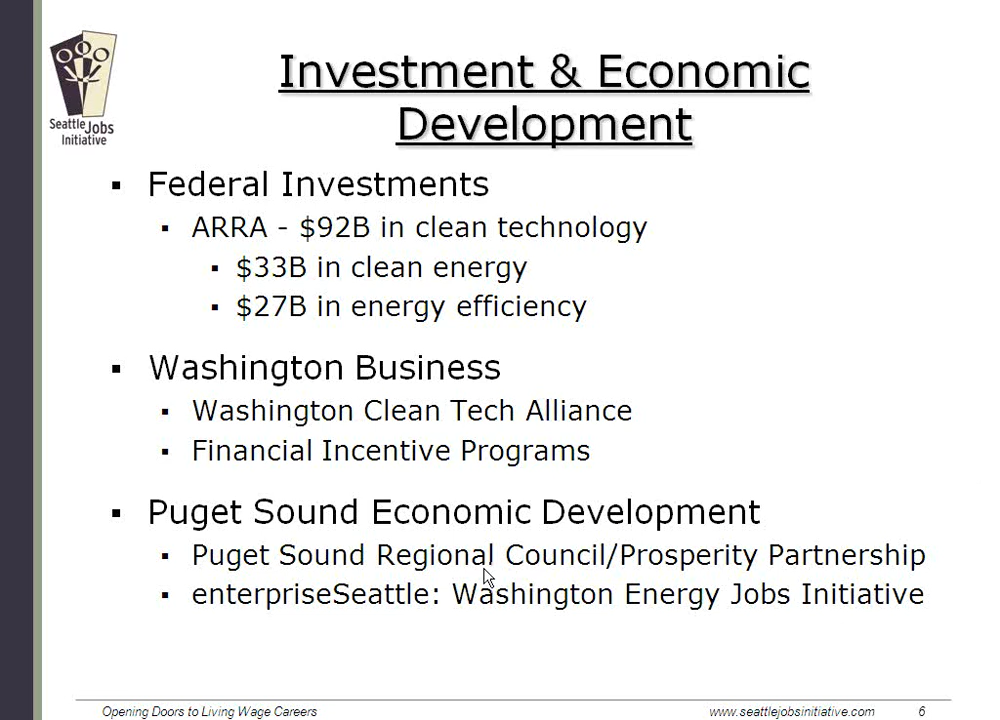 SeattleJobs
Initiative
Investment & Economic
Development
▪ Federal Investments
▪ ARRA - $92B in clean technology
▪ $33B in clean energy
▪ $27B in energy efficiency
▪ Washington Business
▪ Washington Clean Tech Alliance
▪ Financial Incentive Programs
▪ Puget Sound Economic Development
▪ Puget Sound Regional Council/Prosperity Partnership
▪ enterpriseSeattle: Washington Energy Jobs Initiative
Opening Doors to Living Wage Careers www.seattlejobsinitiative.com 6